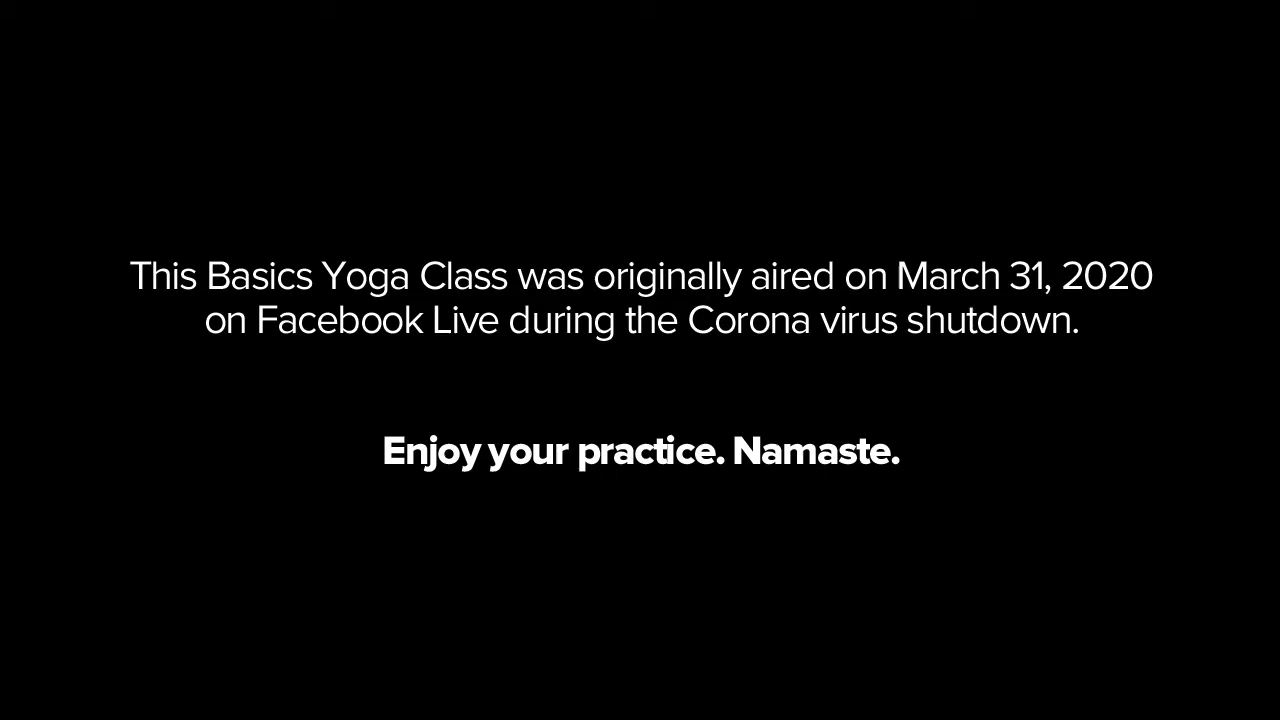 This Basics Yoga Class was originally aired on March 31, 2020
on Facebook Live during the Corona virus shutdown.
Enjoy your practice. Namaste.